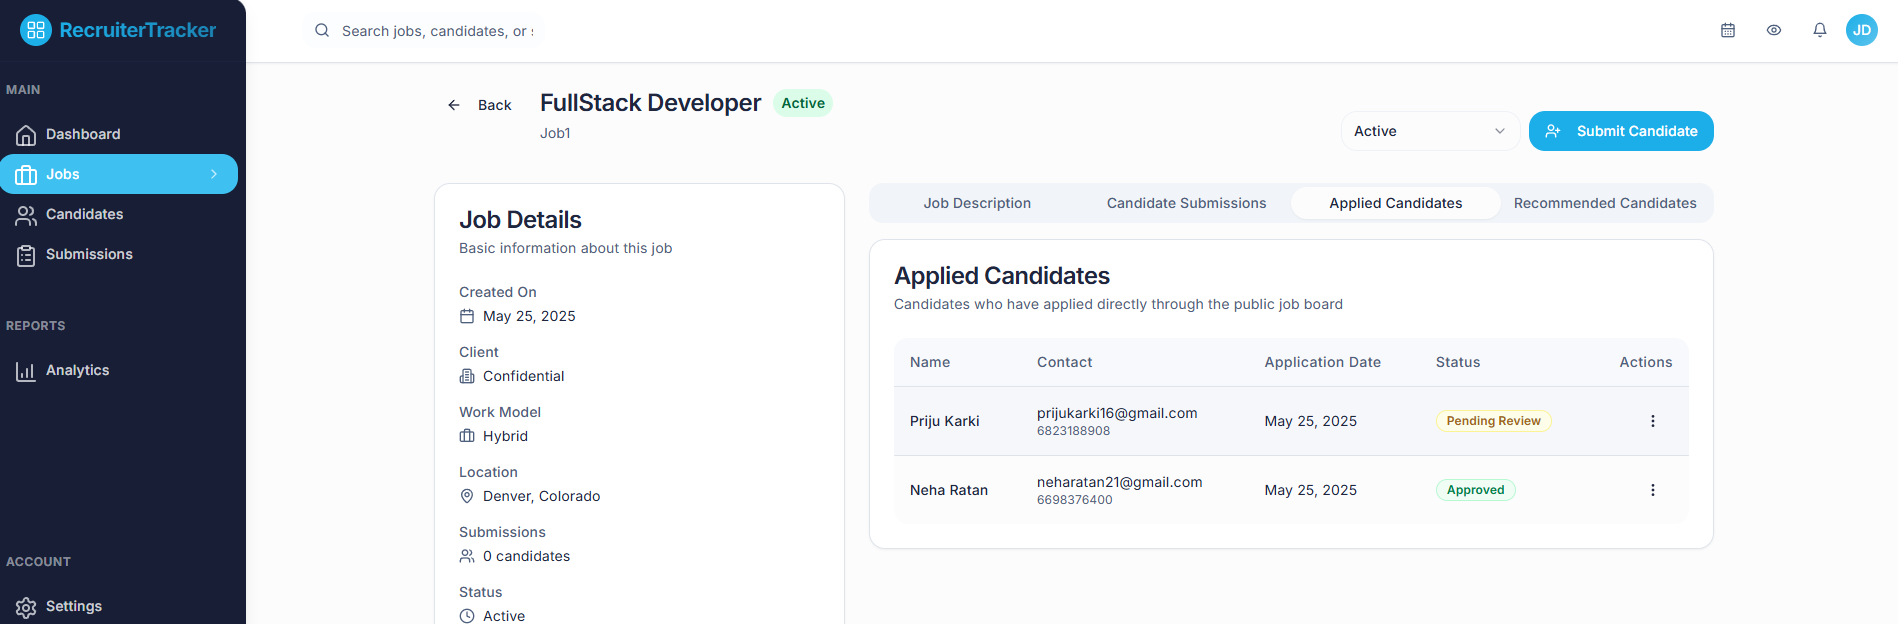 RecruiterTracker
Search jobs, candidates, or s
JD
MAIN
Dashboard
Jobs
Candidates
Submissions
REPORTS
Analytics
ACCOUNT
Settings
Back
FullStack Developer
Active
Job1
Active
Submit Candidate
Job Details
Basic information about this job
Created On
May 25, 2025
Client
Confidential
Work Model
Hybrid
Location
Denver, Colorado
Submissions
0 candidates
Status
Active
Job Description
Candidate Submissions
Applied Candidates
Recommended Candidates
Applied Candidates
Candidates who have applied directly through the public job board
Name Contact Application Date Status Actions
Priju Karki prijukarki16@gmail.com May 25, 2025 Pending Review
6823188908
Neha Ratan neharatan21@gmail.com May 25, 2025 Approved
6698376400